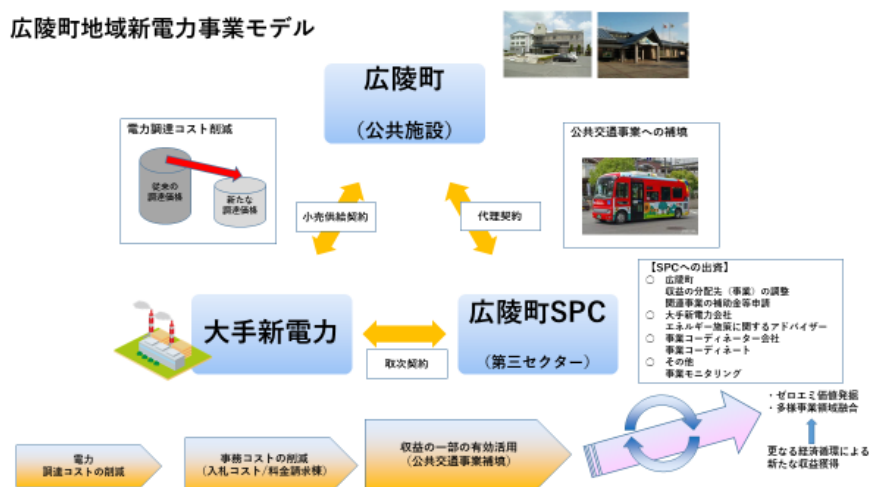 広陵町地域新電力事業モデル
広陵町
（公共施設）
電力調達コスト削減
従来の
調達価格
新たな
調達価格
公共交通事業への補填
小売供給契約
代理契約
大手新電力
取次契約
広陵町SPC
（第三セクター）
【SPCへの出資】
○ 広陵町
収益の分配先（事業）の調整
関連事業の補助金等申請
○ 大手新電力会社
エネルギー施策に関するアドバイザー
○ 事業コーディネーター会社
事業コーディネート
○ その他
事業モニタリング
電力
調達コストの削減
事務コストの削減
（入札コスト/料金請求棟）
収益の一部の有効活用
（公共交通事業補填）
・ゼロエミ価値発掘
・多様事業領域融合
更なる経済循環による
新たな収益獲得